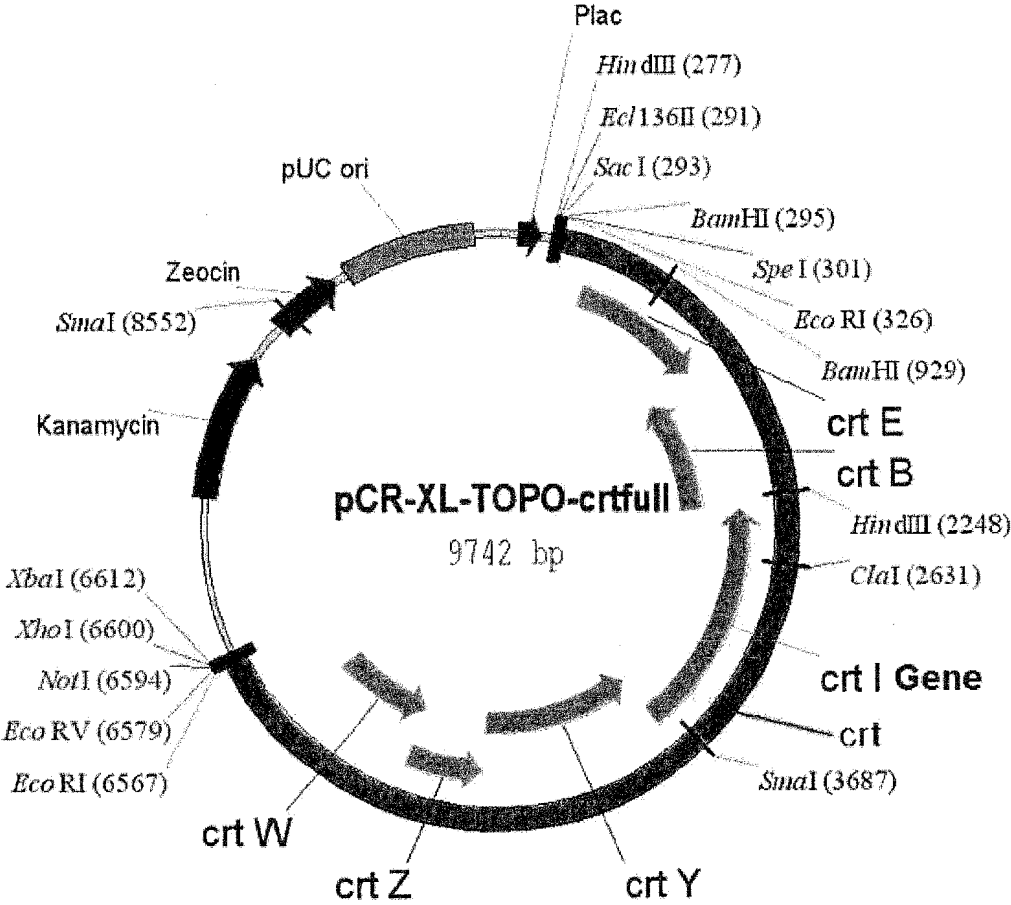 Plac
HindIII (277)
Ecl136II (291)
pUC ori
SacI (293)
BamHI (295)
Zeocin
SpeI (301)
SmaI (8552)
EcoRI (326)
BamHI (929)
Kanamycin
crt E
crt B
pCR-XL-TOPO-crtfull
HindIII (2248)
9742 bp
XbaI (6612)
ClaI (2631)
XhoI (6600)
NotI (6594)
crt I Gene
EcoRV (6579)
crt
EcoRI (6567)
SmaI (3687)
crt W
crt Z
crt Y